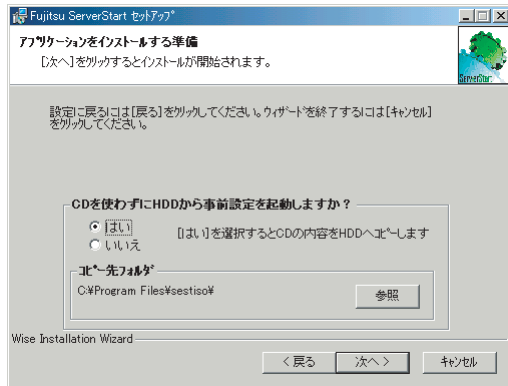 Fujitsu ServerStart ｾｯﾄｱｯﾌﾟ
ｱﾌﾟﾘｹｰｼｮﾝをｲﾝｽﾄｰﾙする準備
[次へ]をｸﾘｯｸするとｲﾝｽﾄｰﾙが開始されます。
ServerStart
設定に戻るには[戻る]をｸﾘｯｸしてください。ｳｨｻﾞｰﾄﾞを終了するには[ｷｬﾝｾﾙ]
をｸﾘｯｸしてください。
CDを使わずにHDDから事前設定を起動しますか？
はい
[はい]を選択するとCDの内容をHDDへｺﾋﾟｰします
いいえ
ｺﾋﾟｰ先ﾌｫﾙﾀﾞ
C:¥Program Files¥sestiso¥
参照
Wise Installation Wizard
< 戻る
次へ >
ｷｬﾝｾﾙ